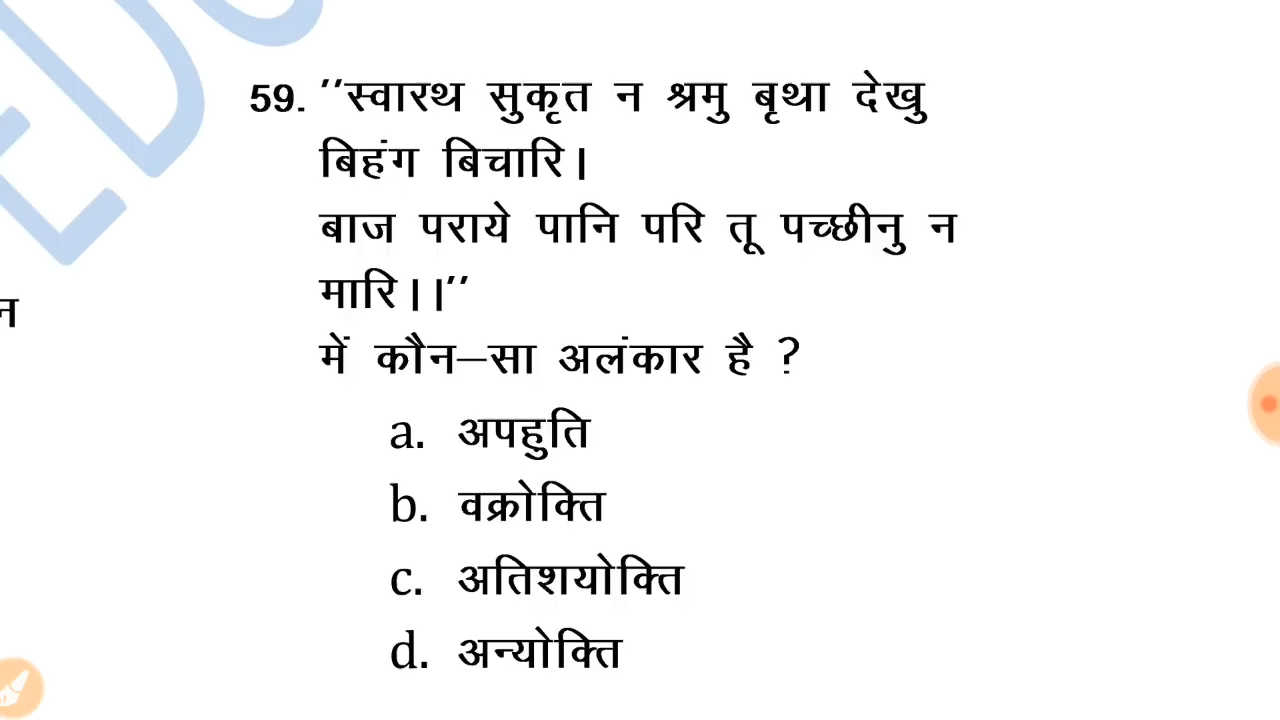 59. ''स्वारथ सुकृत न श्रमु बृथा देखु
बिहंग बिचारि।
बाज पराये पानि परि तू पच्छीनु न
मारि।।''
में कौन–सा अलंकार है ?
a. अपहुति
b. वक्रोक्ति
c. अतिशयोक्ति
d. अन्योक्ति
न